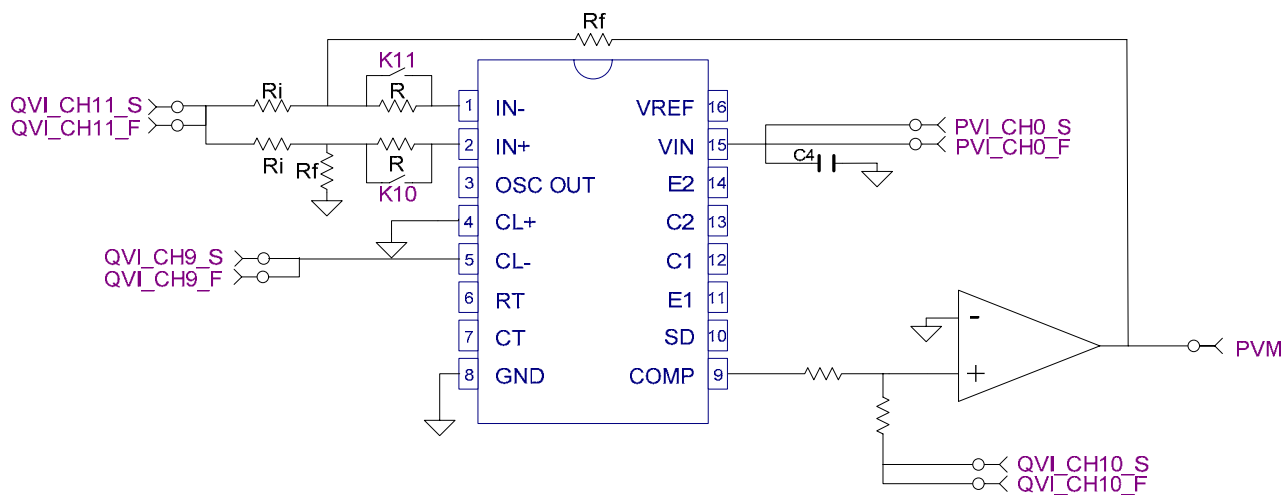 Rf
K11
QVI_CH11_S
QVI_CH11_F
Ri
R
Ri
Rf
R
K10
QVI_CH9_S
QVI_CH9_F
1 IN-
2 IN+
3 OSC OUT
4 CL+
5 CL-
6 RT
7 CT
8 GND
VREF 16
VIN 15
E2 14
C2 13
C1 12
E1 11
SD 10
COMP 9
PVI_CH0_S
PVI_CH0_F
C4
-
+
PVM
QVI_CH10_S
QVI_CH10_F